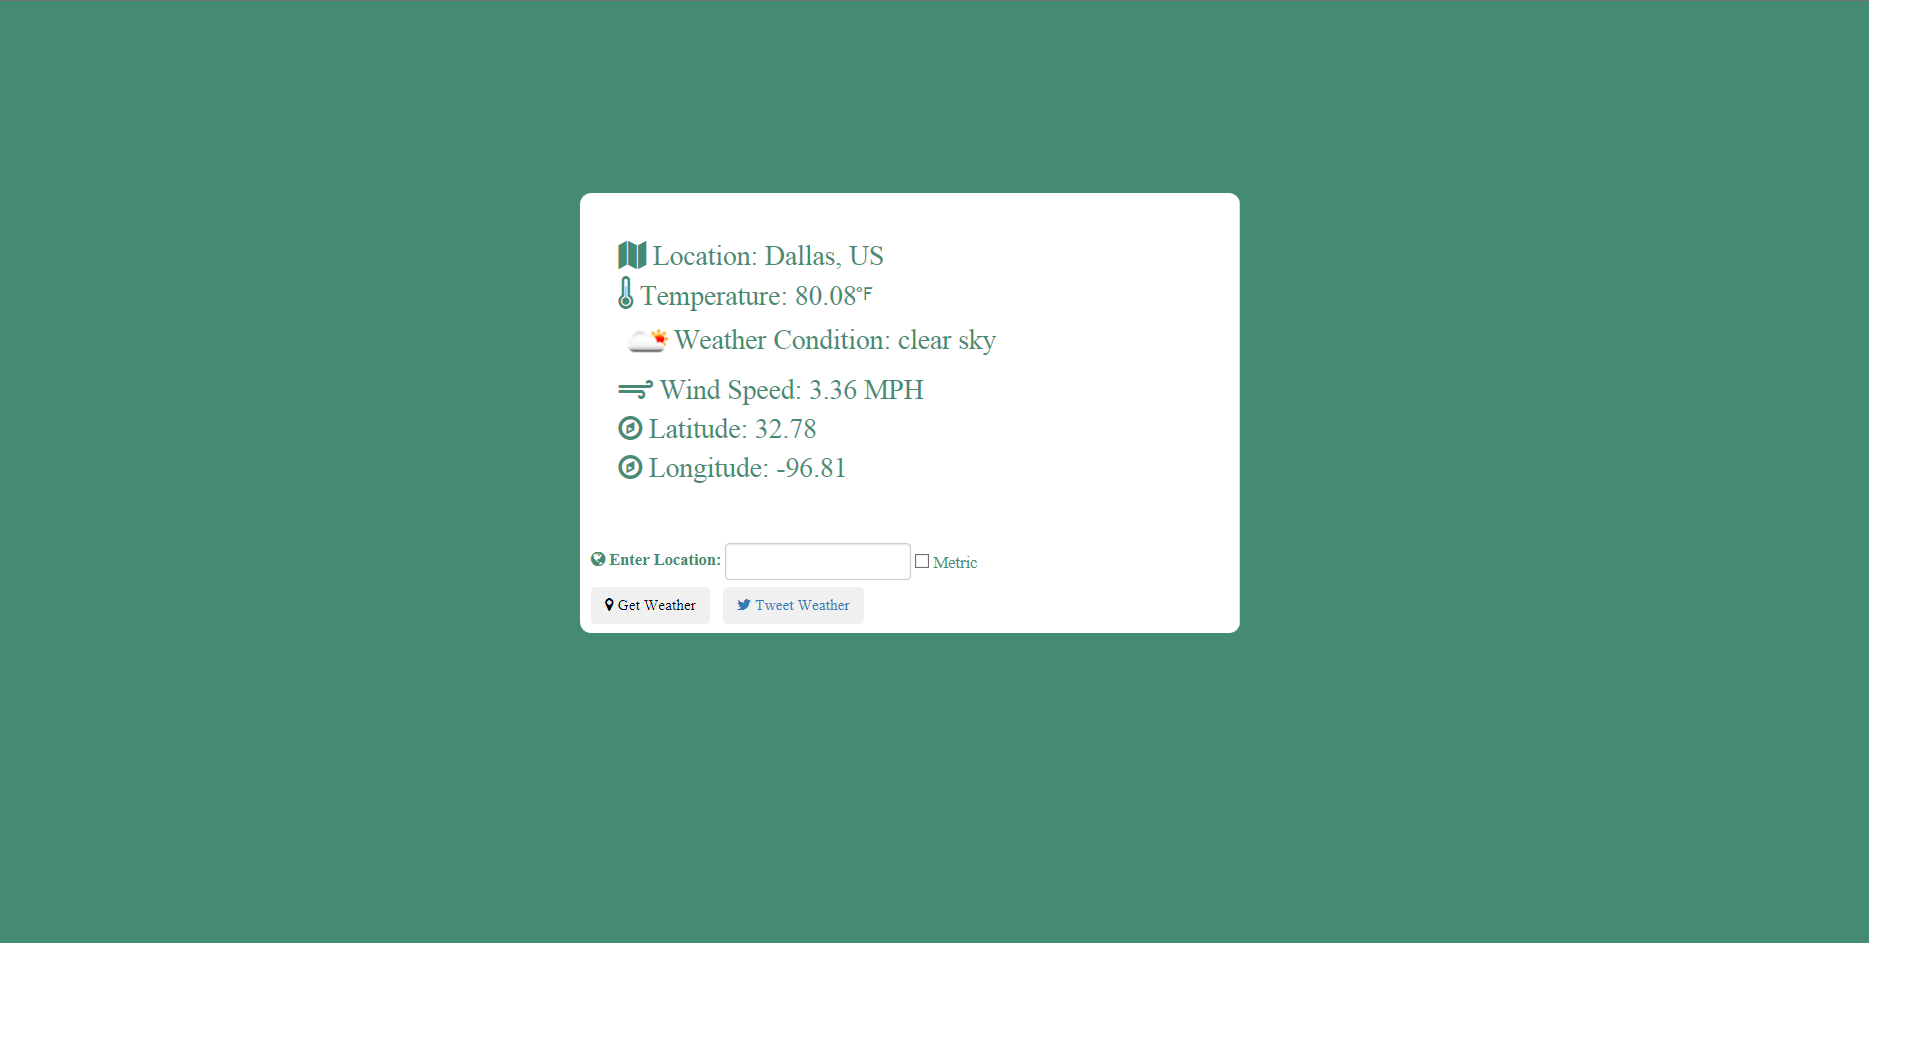 Location: Dallas, US
Temperature: 80.08°F
Weather Condition: clear sky
Wind Speed: 3.36 MPH
Latitude: 32.78
Longitude: -96.81
Enter Location: Metric
Get Weather Tweet Weather